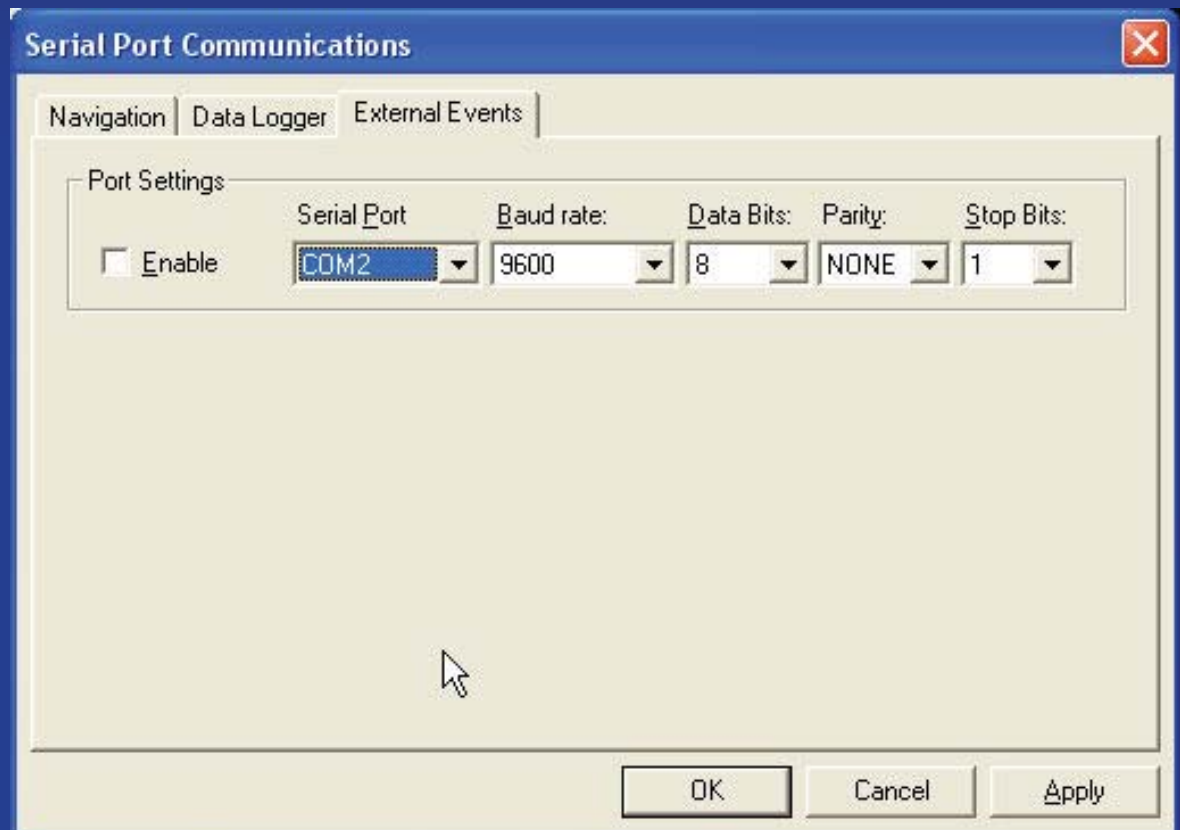 Serial Port Communications
Navigation Data Logger External Events
Port Settings
Serial Port Baud rate: Data Bits: Parity: Stop Bits:
Enable COM2 9600 8 NONE 1
OK Cancel Apply